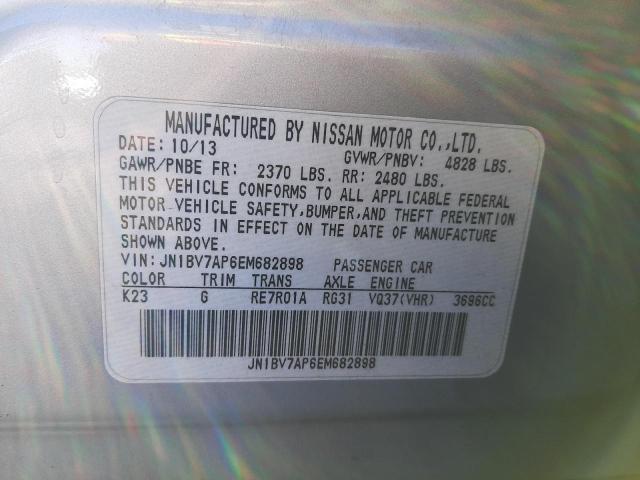 MANUFACTURED BY NISSAN MOTOR CO.,LTD.
DATE: 10/13 GVWR/PNBV: 4828 LBS.
GAWR/PNBE FR: 2370 LBS. RR: 2480 LBS.
THIS VEHICLE CONFORMS TO ALL APPLICABLE FEDERAL
MOTOR-VEHICLE SAFETY,BUMPER,AND THEFT PREVENTION
STANDARDS IN EFFECT ON THE DATE OF MANUFACTURE
SHOWN ABOVE.
VIN: JN1BV7AP6EM682898 PASSENGER CAR
COLOR TRIM TRANS AXLE ENGINE
K23 G RE7R01A RG31 VQ37(VHR) 3696CC
JN1BV7AP6EM682898